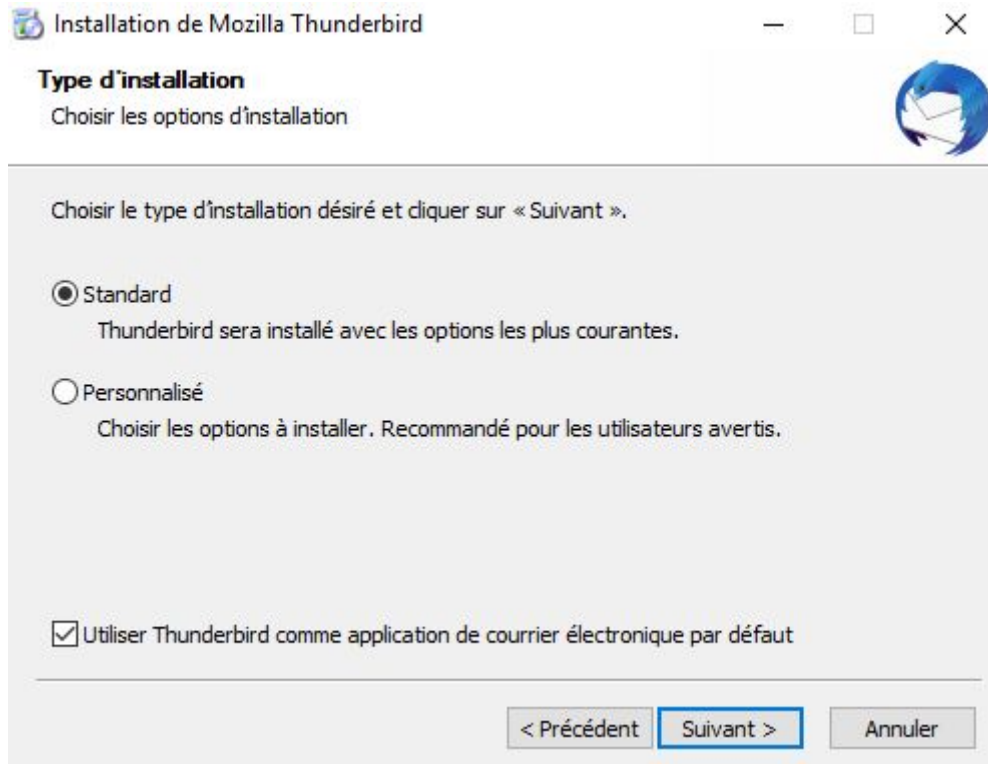 Installation de Mozilla Thunderbird
Type d'installation
Choisir les options d'installation
Choisir le type d'installation désiré et cliquer sur « Suivant ».
Standard
Thunderbird sera installé avec les options les plus courantes.
Personnalisé
Choisir les options à installer. Recommandé pour les utilisateurs avertis.
Utiliser Thunderbird comme application de courrier électronique par défaut
< Précédent Suivant > Annuler